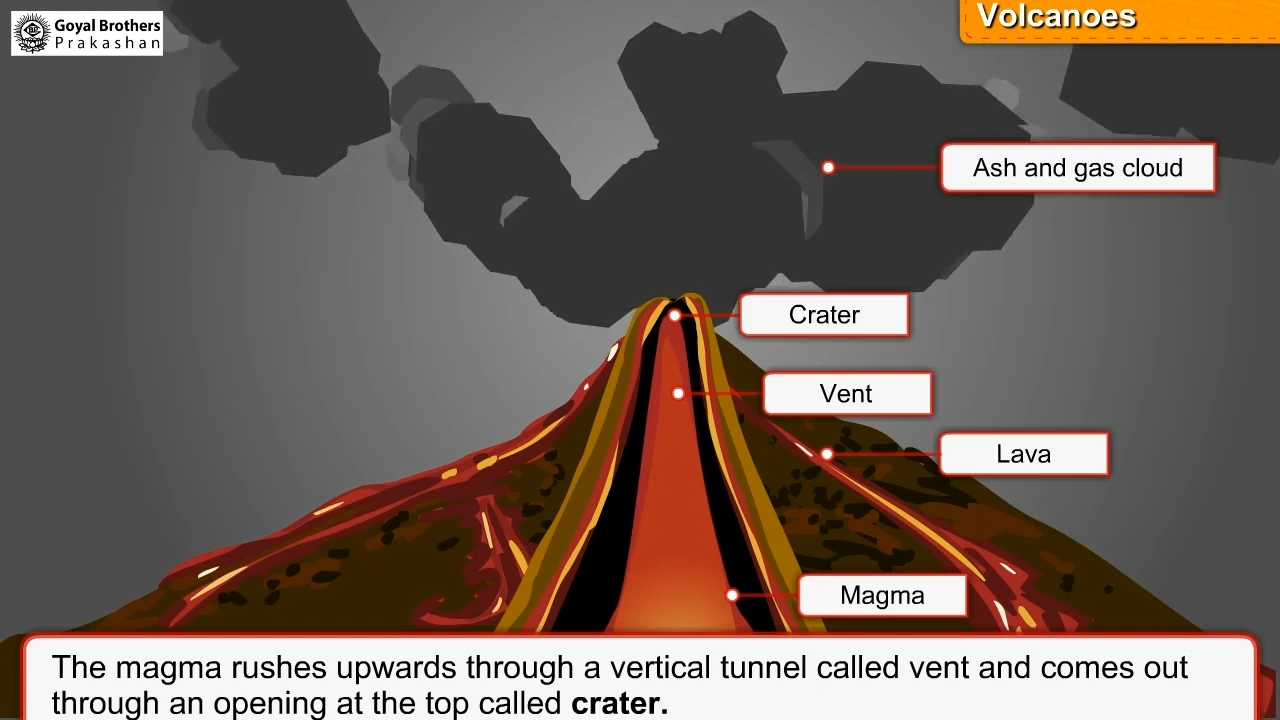 Goyal Brothers
Prakashan
Volcanoes
Ash and gas cloud
Crater
Vent
Lava
Magma
The magma rushes upwards through a vertical tunnel called vent and comes out
through an opening at the top called crater.